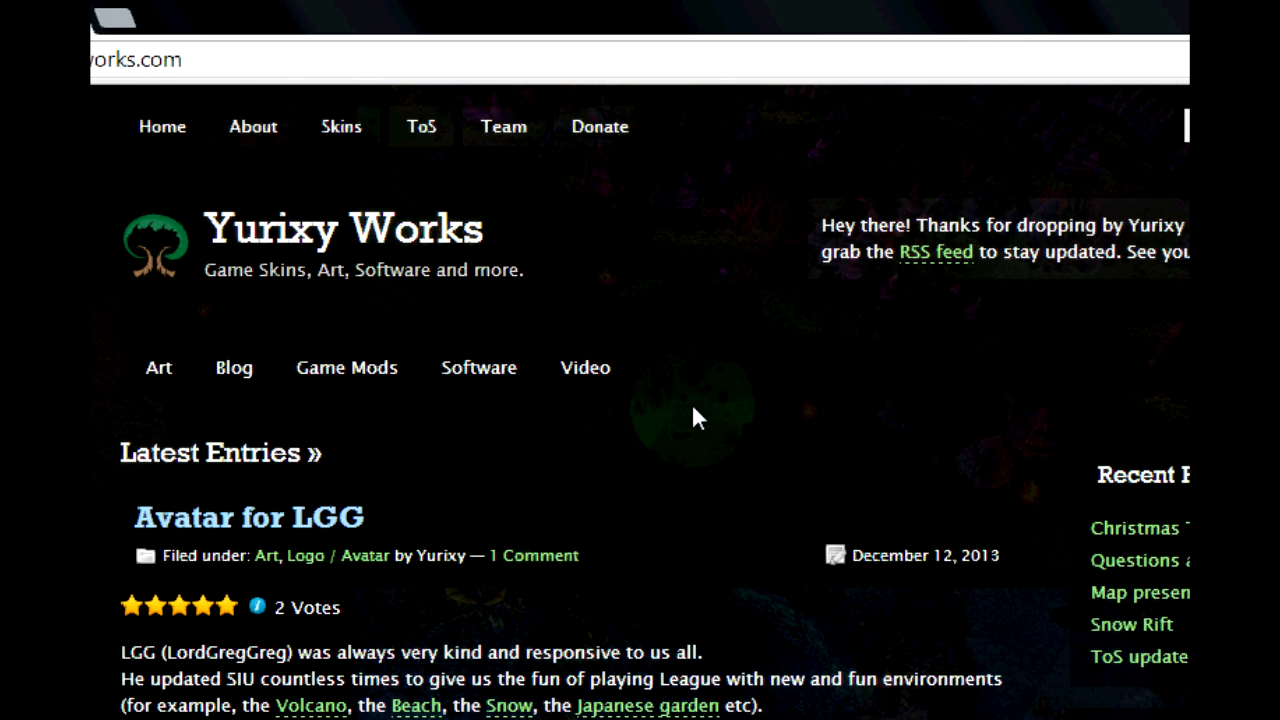 orks.com
Home About Skins ToS Team Donate
Yurixy Works
Game Skins, Art, Software and more.
Hey there! Thanks for dropping by Yurixy
grab the RSS feed to stay updated. See you
Art Blog Game Mods Software Video
Latest Entries »
Avatar for LGG
Filed under: Art, Logo / Avatar by Yurixy — 1 Comment
December 12, 2013
2 Votes
LGG (LordGregGreg) was always very kind and responsive to us all.
He updated SIU countless times to give us the fun of playing League with new and fun environments
(for example, the Volcano, the Beach, the Snow, the Japanese garden etc).
Recent
Christmas
Questions
Map presen
Snow Rift
ToS update